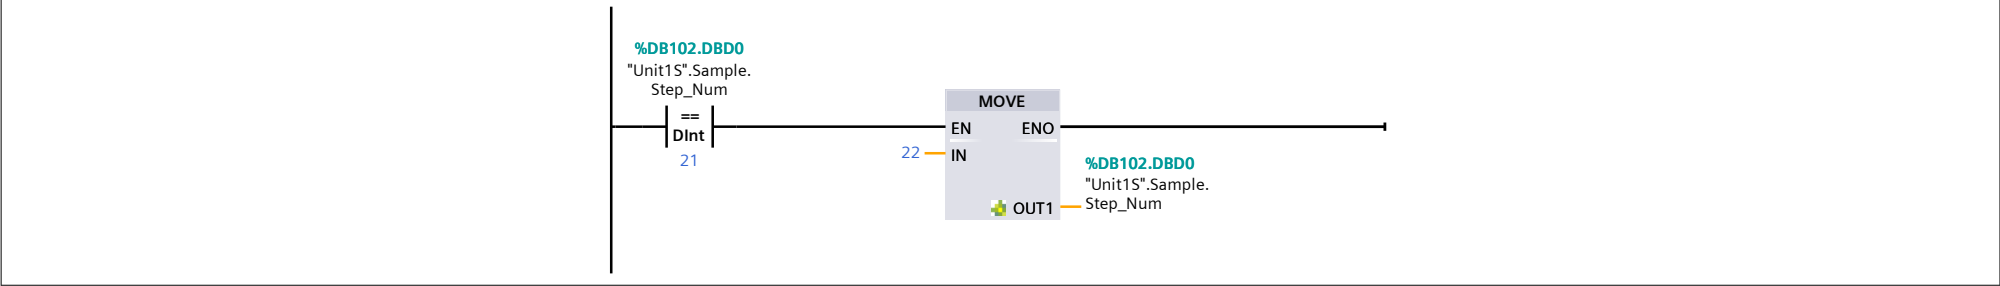 %DB102.DBD0
"Unit1S".Sample.
Step_Num
==
DInt
21
MOVE
EN ENO
22 IN
OUT1
%DB102.DBD0
"Unit1S".Sample.
Step_Num